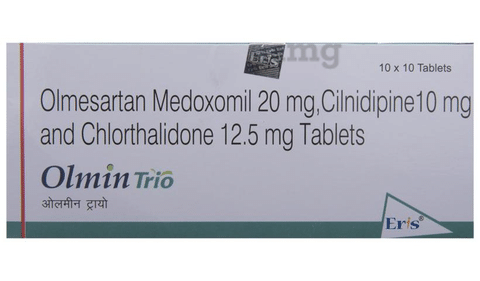 mg
10 x 10 Tablets
Olmesartan Medoxomil 20 mg,Cilnidipine10 mg
and Chlorthalidone 12.5 mg Tablets
Olmin Trio
ओलमीन ट्रायो
Eris®